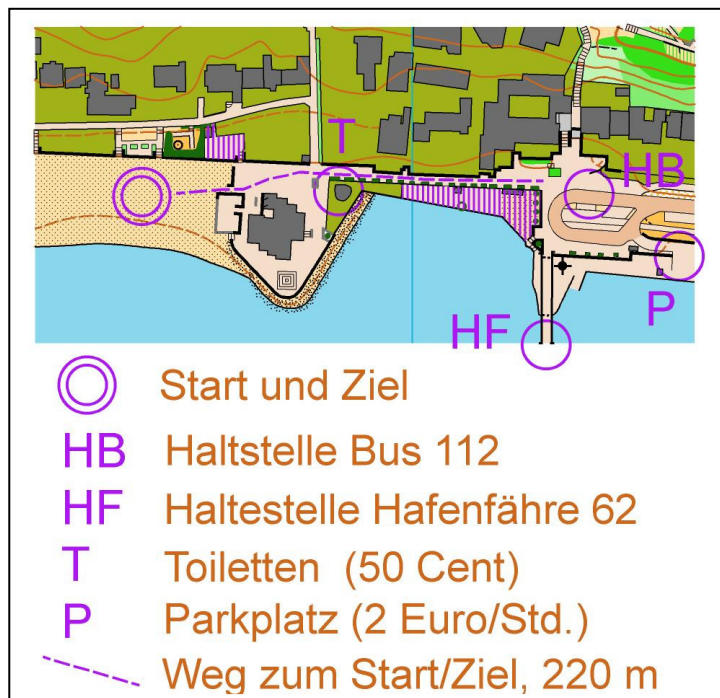 T
HB
P
HF
Start und Ziel
HB Haltstelle Bus 112
HF Haltestelle Hafenfähre 62
T Toiletten (50 Cent)
P Parkplatz (2 Euro/Std.)
Weg zum Start/Ziel, 220 m